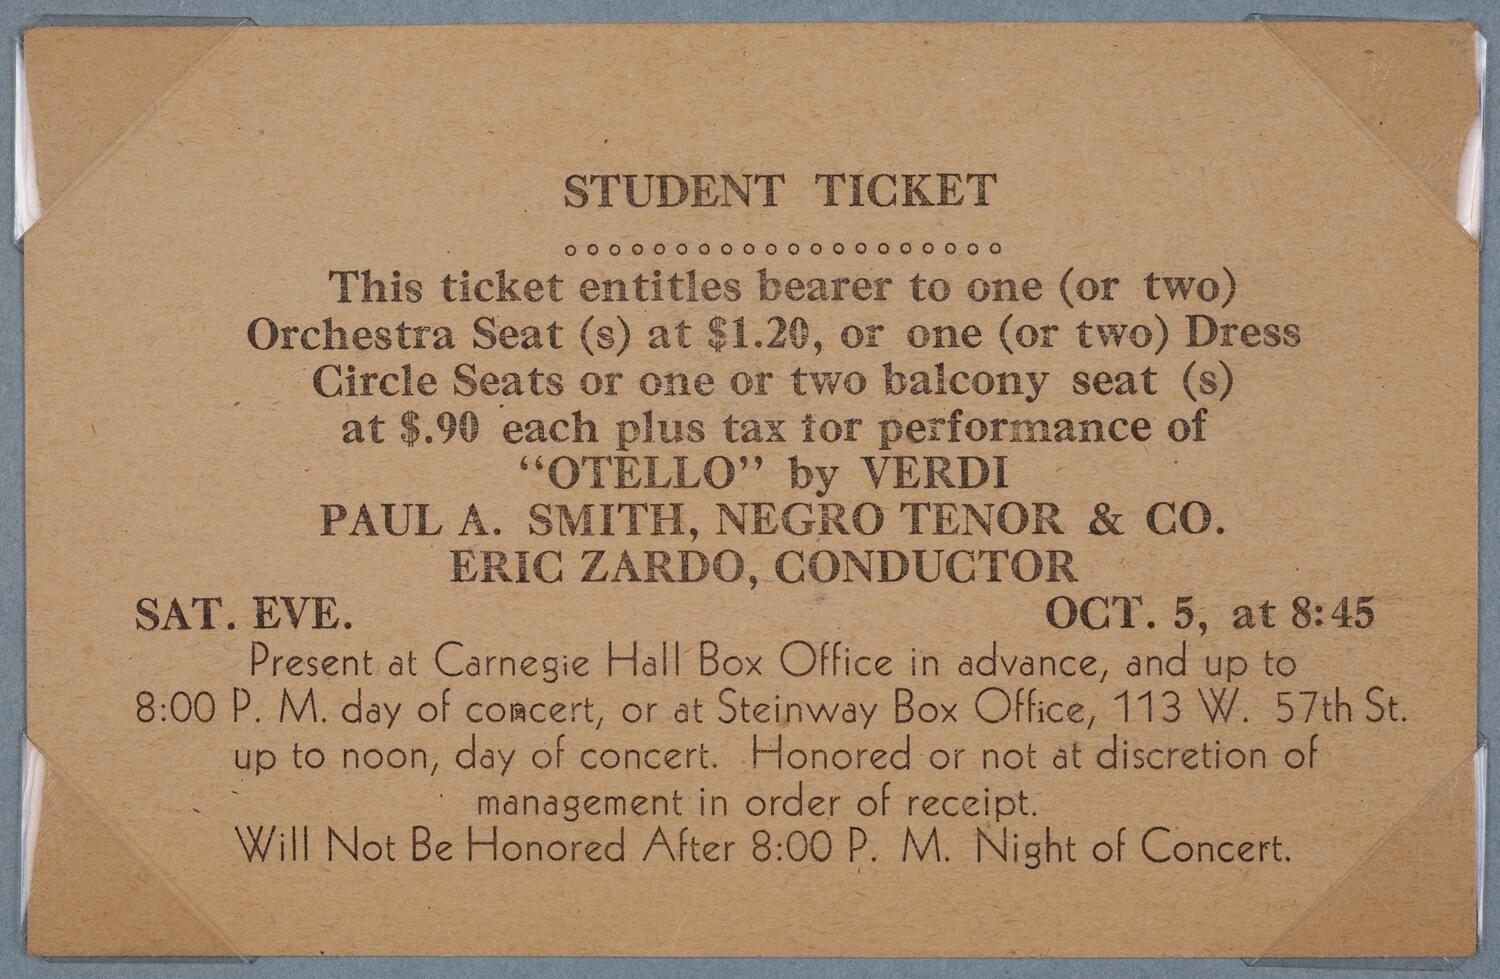 STUDENT TICKET
oooooooooooooooooooo
This ticket entitles bearer to one (or two)
Orchestra Seat (s) at $1.20, or one (or two) Dress
Circle Seats or one or two balcony seat (s)
at $.90 each plus tax for performance of
“OTELLO” by VERDI
PAUL A. SMITH, NEGRO TENOR & CO.
ERIC ZARDO, CONDUCTOR
SAT. EVE. OCT. 5, at 8:45
Present at Carnegie Hall Box Office in advance, and up to
8:00 P. M. day of concert, or at Steinway Box Office, 113 W. 57th St.
up to noon, day of concert. Honored or not at discretion of
management in order of receipt.
Will Not Be Honored After 8:00 P. M. Night of Concert.